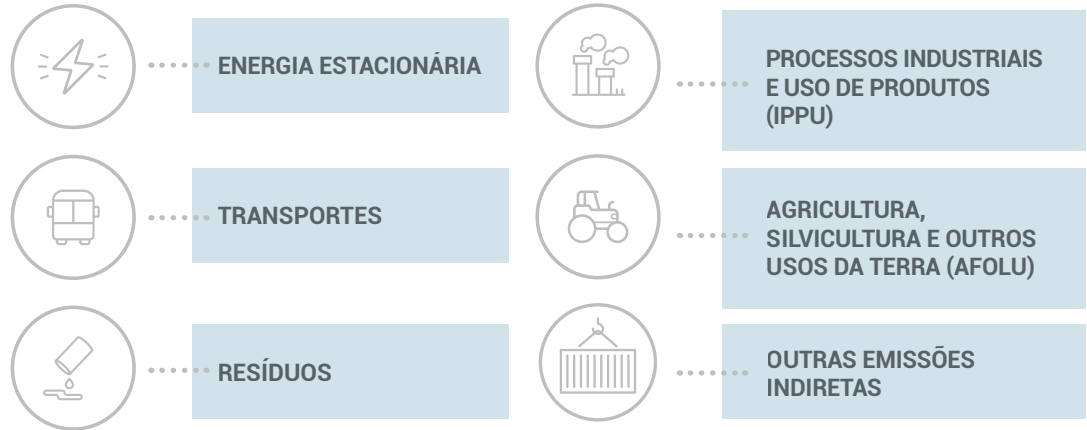 ENERGIA ESTACIONÁRIA
TRANSPORTES
RESÍDUOS
PROCESSOS INDUSTRIAIS
E USO DE PRODUTOS
(IPPU)
AGRICULTURA,
SILVICULTURA E OUTROS
USOS DA TERRA (AFOLU)
OUTRAS EMISSÕES
INDIRETAS